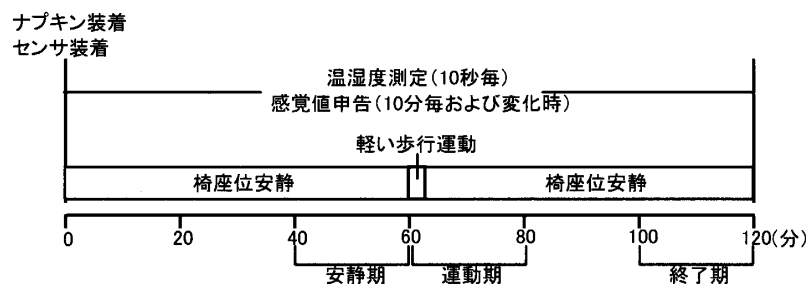 ナプキン装着
センサ装着
温湿度測定(10秒毎)
感覚値申告(10分毎および変化時)
軽い歩行運動
椅座位安静 椅座位安静
0 20 40 60 80 100 120(分)
安静期 運動期 終了期